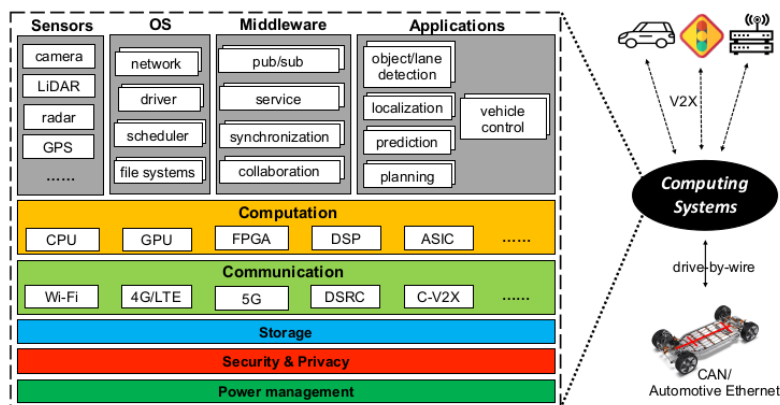 Sensors
OS
Middleware
Applications
camera
LiDAR
radar
GPS
......
network
driver
scheduler
file systems
pub/sub
service
synchronization
collaboration
object/lane
detection
localization
prediction
planning
vehicle
control
Computation
CPU
GPU
FPGA
DSP
ASIC
......
Communication
Wi-Fi
4G/LTE
5G
DSRC
C-V2X
......
Storage
Security & Privacy
Power management
V2X
Computing
Systems
drive-by-wire
CAN/
Automotive Ethernet